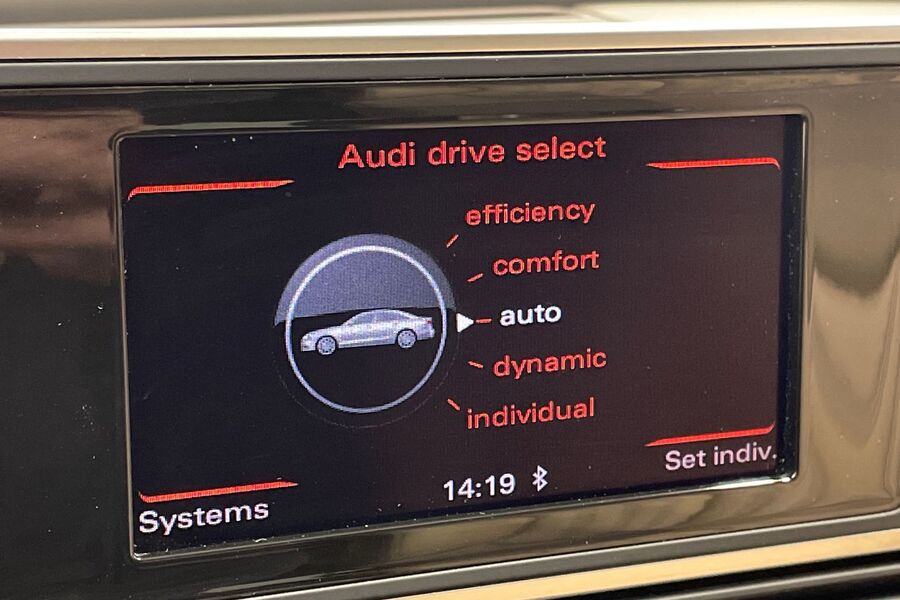 Audi drive select
efficiency
comfort
auto
dynamic
individual
Set indiv.
14:19
Systems